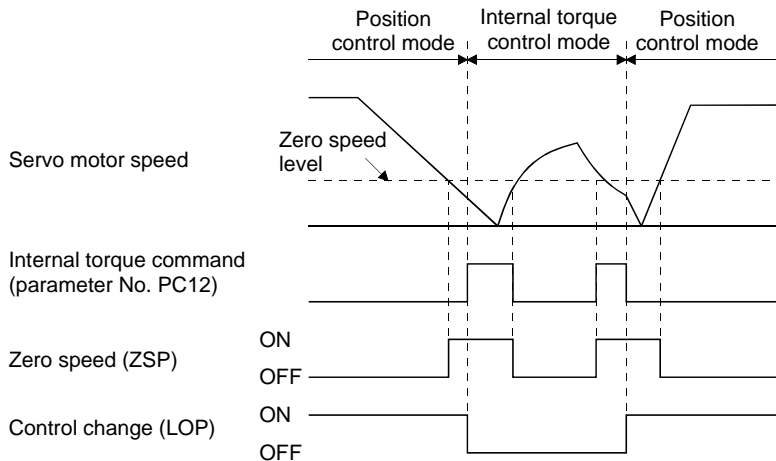 Position
control mode
Internal torque
control mode
Position
control mode
Servo motor speed
Zero speed
level
Internal torque command
(parameter No. PC12)
Zero speed (ZSP)
ON
OFF
Control change (LOP)
ON
OFF